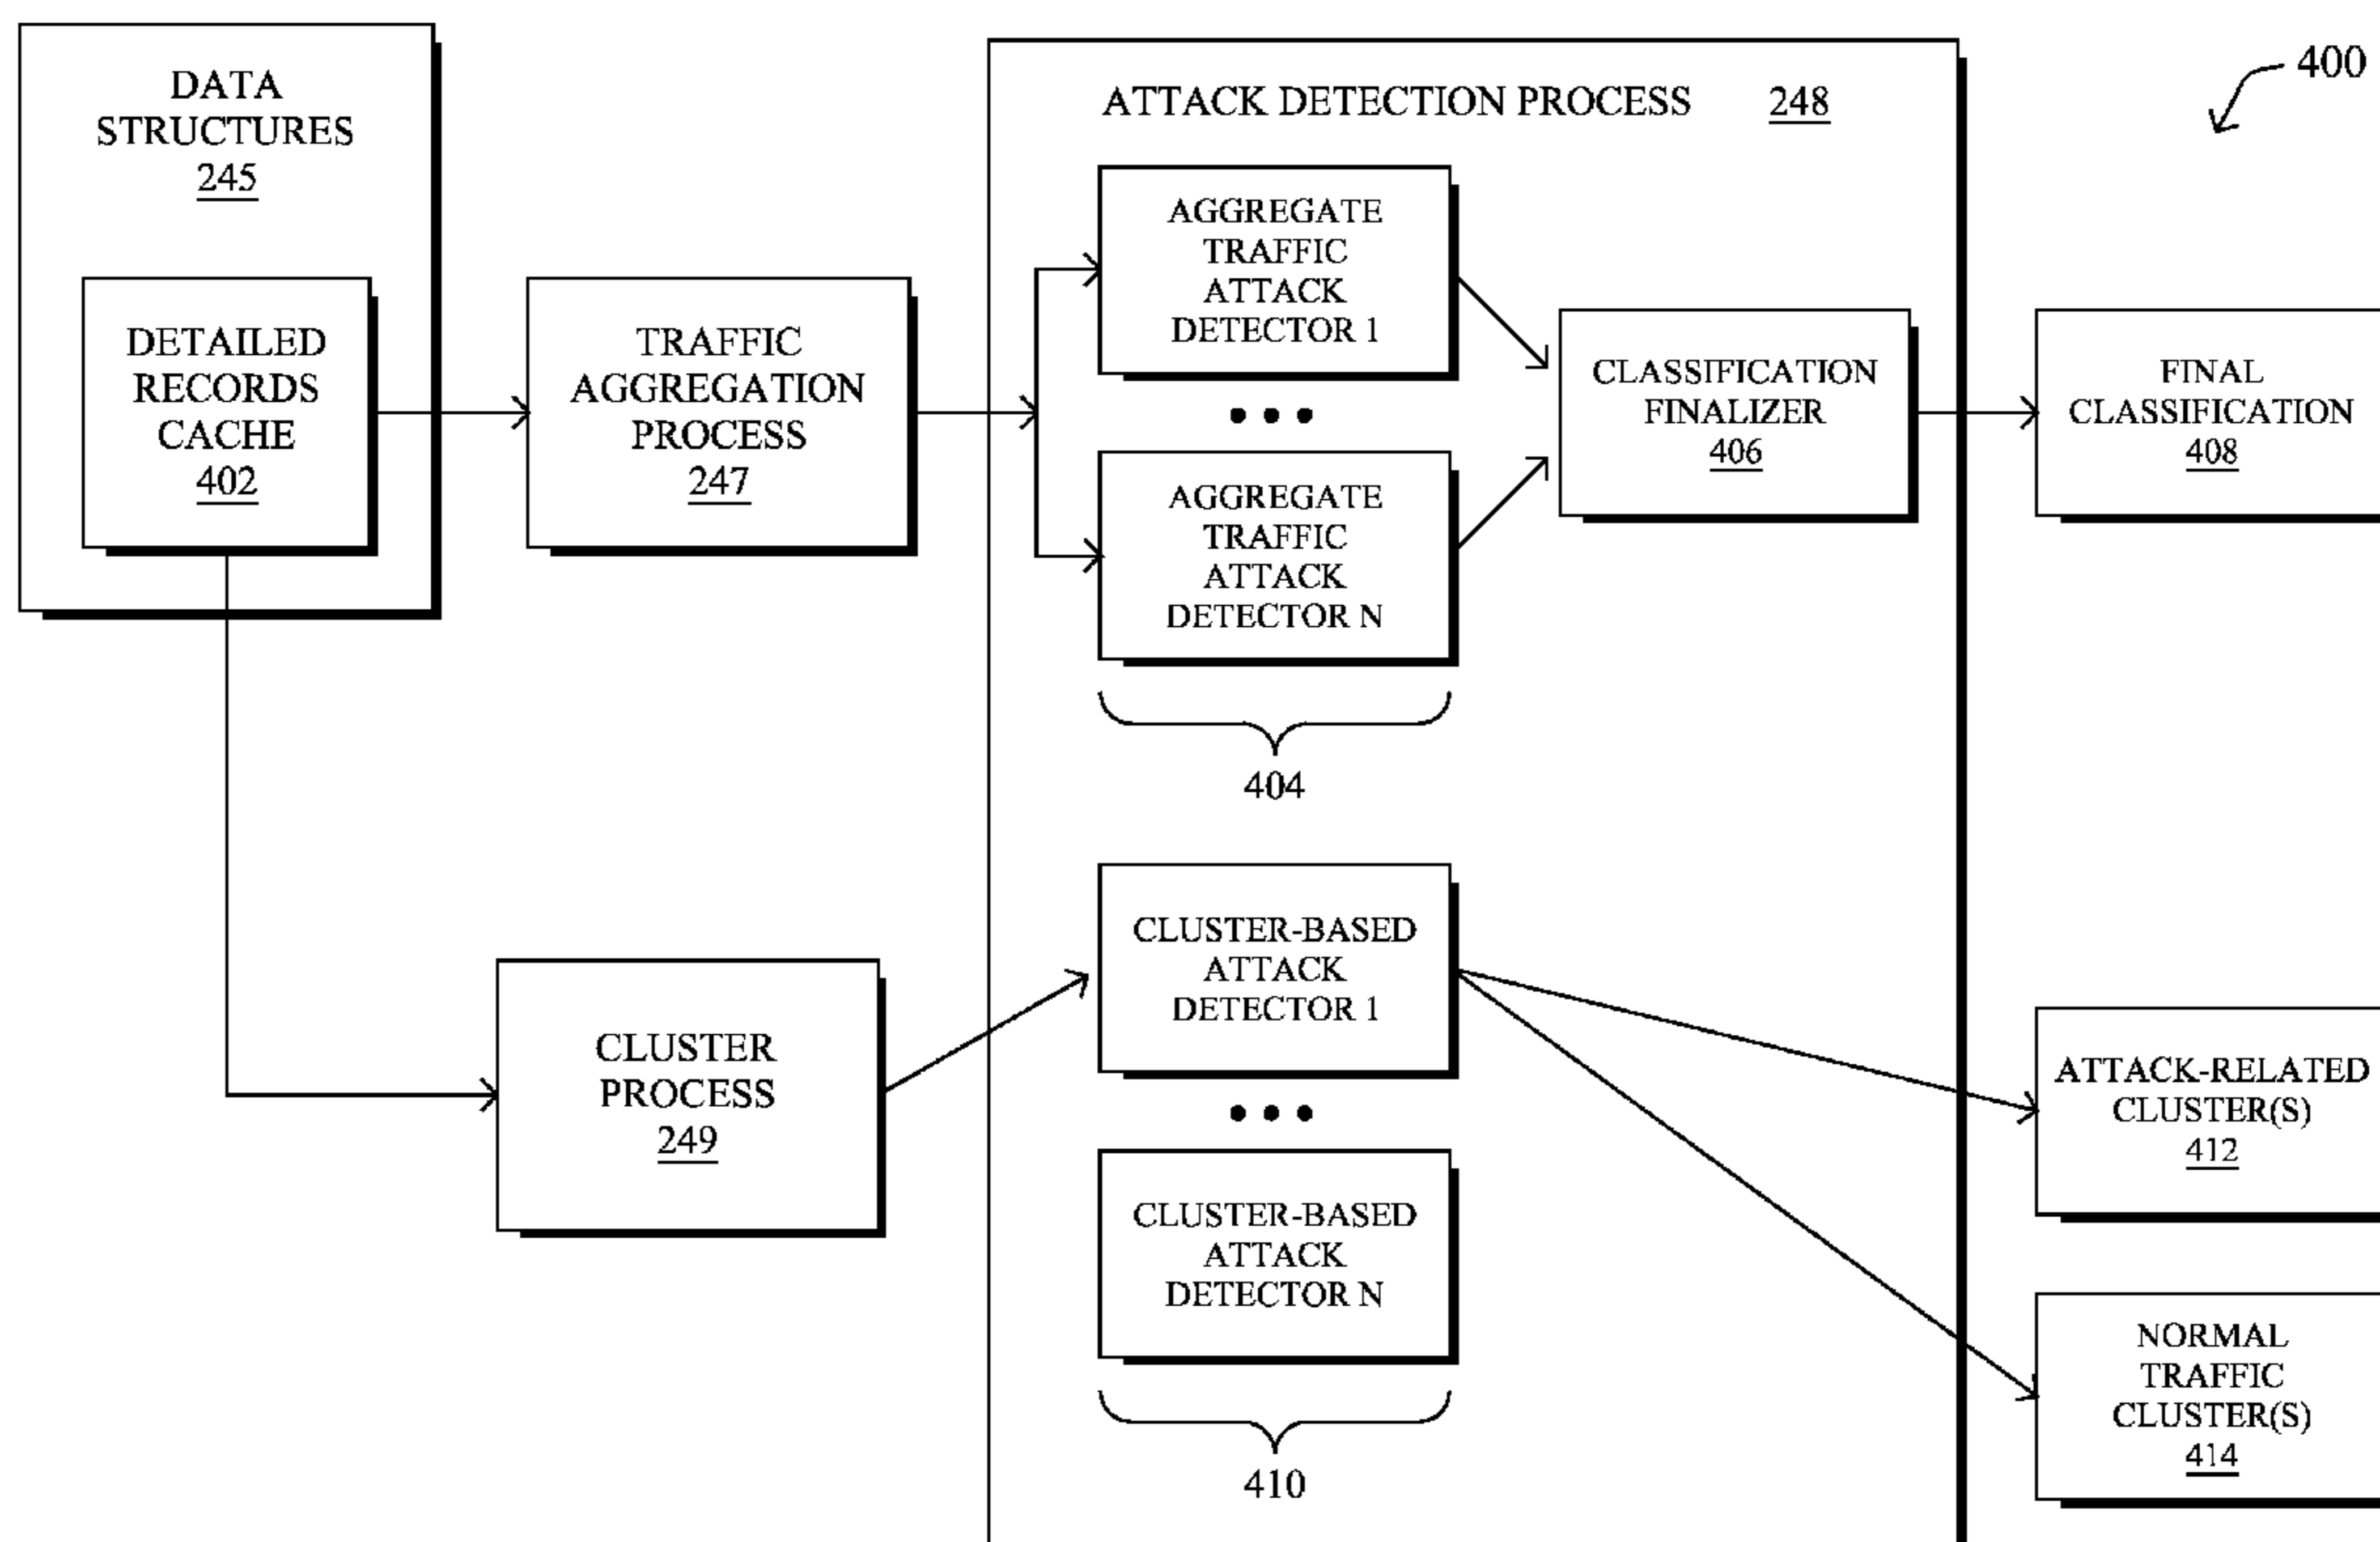 DATA
STRUCTURES
245
DETAILED
RECORDS
CACHE
402
TRAFFIC
AGGREGATION
PROCESS
247
ATTACK DETECTION PROCESS 248
400
AGGREGATE
TRAFFIC
ATTACK
DETECTOR 1
• • •
AGGREGATE
TRAFFIC
ATTACK
DETECTOR N
404
CLASSIFICATION
FINALIZER
406
FINAL
CLASSIFICATION
408
CLUSTER
PROCESS
249
CLUSTER-BASED
ATTACK
DETECTOR 1
• • •
CLUSTER-BASED
ATTACK
DETECTOR N
410
ATTACK-RELATED
CLUSTER(S)
412
NORMAL
TRAFFIC
CLUSTER(S)
414